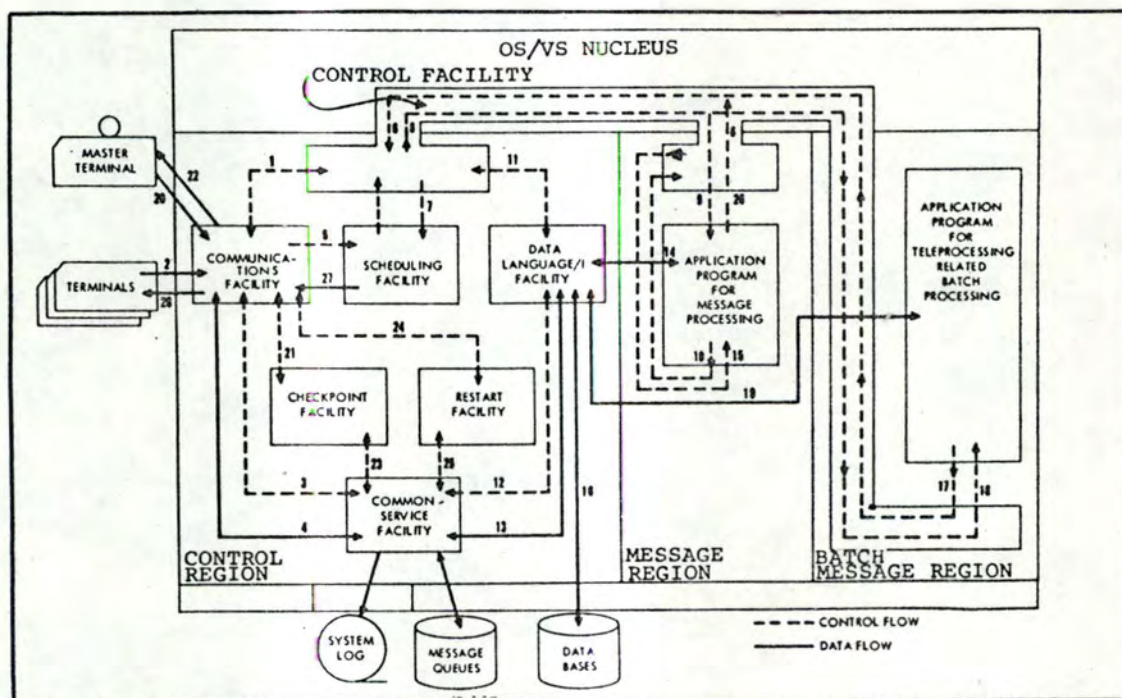 OS/VS NUCLEUS
CONTROL FACILITY
MASTER
TERMINAL
22
20
1
6
8
11
7
9
26
6
TERMINALS
2
26
COMMUNICA-
TIONS
FACILITY
5
27
SCHEDULING
FACILITY
DATA
LANGUAGE/I
FACILITY
14
APPLICATION
PROGRAM
FOR
MESSAGE
PROCESSING
APPLICATION
PROGRAM
FOR
TELEPROCESSING
RELATED
BATCH
PROCESSING
24
21
10
15
19
CHECKPOINT
FACILITY
RESTART
FACILITY
23
25
3
12
16
17
18
4
COMMON-
SERVICE
FACILITY
13
CONTROL
REGION
MESSAGE
REGION
BATCH
MESSAGE REGION
SYSTEM
LOG
MESSAGE
QUEUES
DATA
BASES
CONTROL FLOW
DATA FLOW